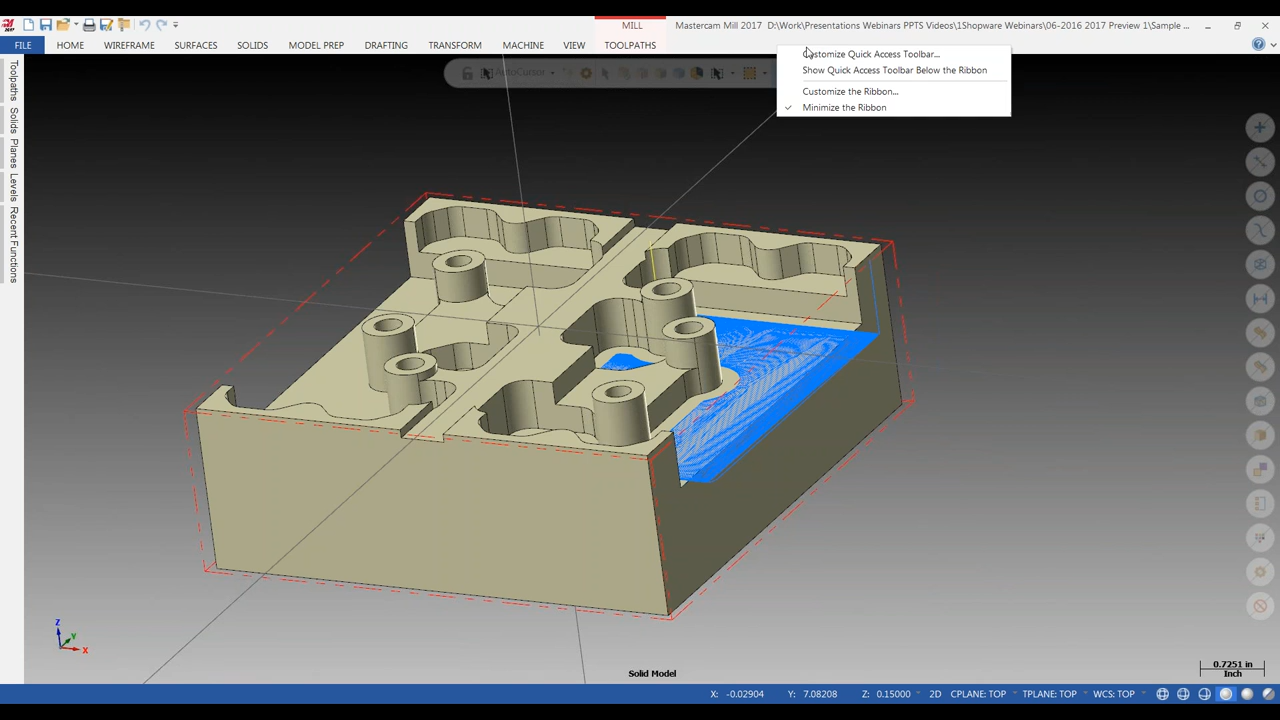 MILL
Mastercam Mill 2017 D:\Work\Presentations Webinars PPTS Videos\1Shopware Webinars\06-2016 2017 Preview 1\Sample ...
FILE
HOME
WIREFRAME
SURFACES
SOLIDS
MODEL PREP
DRAFTING
TRANSFORM
MACHINE
VIEW
TOOLPATHS
Customize Quick Access Toolbar...
Show Quick Access Toolbar Below the Ribbon
Customize the Ribbon...
Minimize the Ribbon
AutoCursor
Toolpaths
Solids
Planes
Levels
Recent Functions
Z
Y
X
Solid Model
0.7251 in
Inch
X: -0.02904
Y: 7.08208
Z: 0.15000
2D
CPLANE: TOP
TPLANE: TOP
WCS: TOP